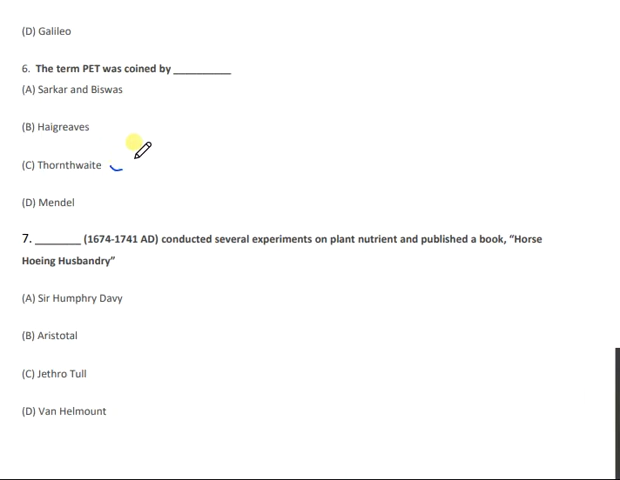 (D) Galileo
6. The term PET was coined by __________
(A) Sarkar and Biswas
(B) Haigreaves
(C) Thornthwaite
(D) Mendel
7. ________ (1674-1741 AD) conducted several experiments on plant nutrient and published a book, “Horse
Hoeing Husbandry”
(A) Sir Humphry Davy
(B) Aristotal
(C) Jethro Tull
(D) Van Helmount